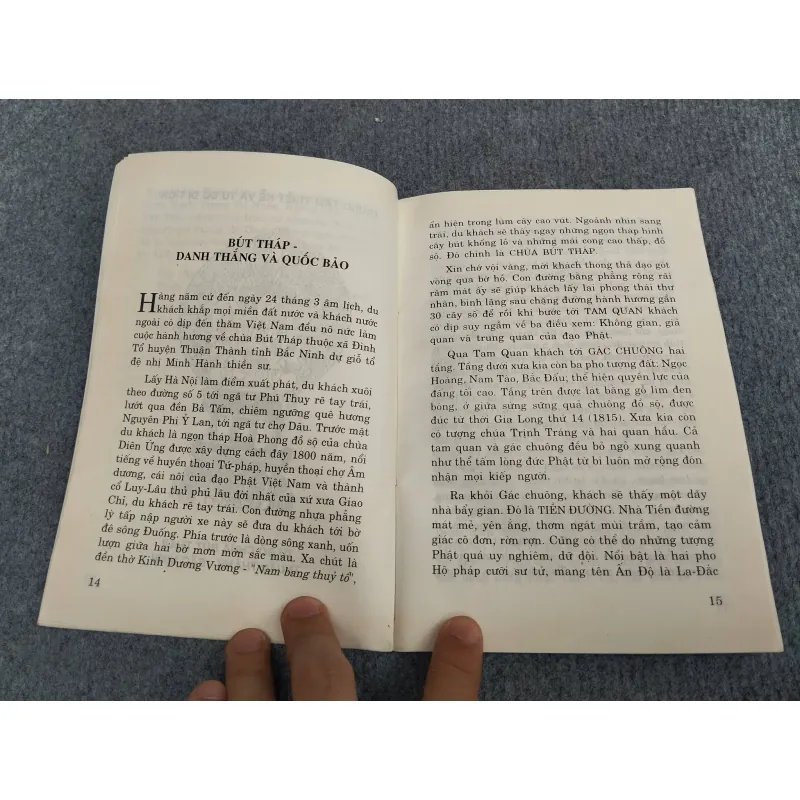 BÚT THÁP -
DANH THẮNG VÀ QUỐC BẢO
Hàng năm cứ đến ngày 24 tháng 3 âm lịch, du
khách khắp mọi miền đất nước và khách nước
ngoài có dịp đến thăm Việt Nam đều nô nức làm
cuộc hành hương về chùa Bút Tháp thuộc xã Đình
Tổ huyện Thuận Thành tỉnh Bắc Ninh dự giỗ tổ
đệ nhị Minh Hành thiền sư.
Lấy Hà Nội làm điểm xuất phát, du khách xuôi
theo đường số 5 tới ngã tư Phú Thụy rẽ tay trái,
lướt qua đền Bà Tấm, chiêm ngưỡng quê hương
Nguyên Phi Ỷ Lan, tới chợ Dâu. Trước mặt
du khách là ngọn tháp Hoà Phong đồ sộ của chùa
Diên Ứng được xây dựng cách đây 1800 năm, nổi
tiếng về huyền thoại Tứ-pháp, huyền thoại chợ Âm
dương, cái nôi của đạo Phật Việt Nam và thành
cổ Luy-Lâu thủ phủ lâu đời nhất của xứ xưa Giao
Chỉ, du khách rẽ tay trái. Con đường nhựa phẳng
lỳ tấp nập người xe này sẽ đưa du khách tới bờ
đê sông Đuống. Phía trước là dòng sông xanh, uốn
lượn giữa hai bờ mơn mởn sắc màu. Xa chút là
đền thờ Kinh Dương Vương - "Nam bang thuỷ tổ",
14
ẩn hiện trong lùm cây cao vút. Ngoảnh nhìn sang
trái, du khách sẽ thấy ngay những ngọn tháp hình
cây bút khổng lồ và những mái cong cao thấp, đồ
sộ. Đó chính là CHÙA BÚT THÁP.
Xin chớ vội vàng, mời khách thong thả dạo gót
vòng qua bờ hồ. Con đường bằng phẳng rộng rãi
râm mát ấy sẽ giúp khách lấy lại phong thái thư
nhàn, bình lặng sau chặng đường hành hương gần
30 cây số để rồi khi bước tới TAM QUAN khách
có dịp suy ngẫm về ba điều xem: Không gian, giả
quan và trung quan của đạo Phật.
Qua Tam Quan khách tới GÁC CHUÔNG hai
tầng. Tầng dưới xưa kia còn ba pho tượng đất: Ngọc
Hoàng, Nam Tào, Bắc Đẩu; thể hiện quyền lực của
đấng tối cao. Tầng trên được lát bằng gỗ lim đen
bóng, ở giữa sừng sững quả chuông đồ sộ, được
đúc từ thời Gia Long thứ 14 (1815). Xưa kia còn
có tượng chúa Trịnh Tráng và hai quan hầu. Cả
tam quan và gác chuông đều bỏ ngỏ xung quanh
như thể tấm lòng đức Phật từ bi luôn mở rộng đón
nhận mọi kiếp người.
Ra khỏi Gác chuông, khách sẽ thấy một dãy
nhà bẩy gian. Đó là TIỀN ĐƯỜNG. Nhà Tiền đường
mát mẻ, yên ắng, thơm ngát mùi trầm, tạo cảm
giác cô đơn, rờn rợn. Cũng có thể do những tượng
Phật quá uy nghiêm, dữ dội. Nổi bật là hai pho
Hộ pháp cưỡi sư tử, mang tên Ấn Độ là La-Đắc
15